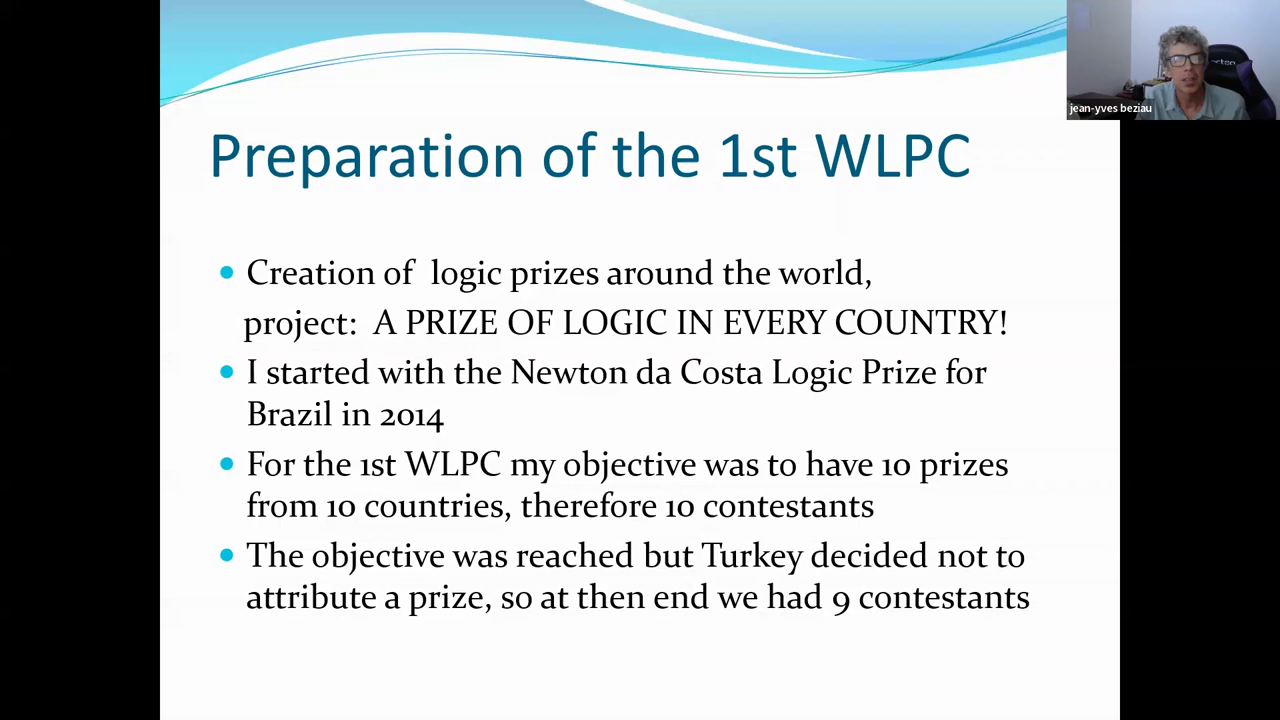 jean-yves beziau
Preparation of the 1st WLPC
• Creation of logic prizes around the world,
project: A PRIZE OF LOGIC IN EVERY COUNTRY!
• I started with the Newton da Costa Logic Prize for
Brazil in 2014
• For the 1st WLPC my objective was to have 10 prizes
from 10 countries, therefore 10 contestants
• The objective was reached but Turkey decided not to
attribute a prize, so at then end we had 9 contestants